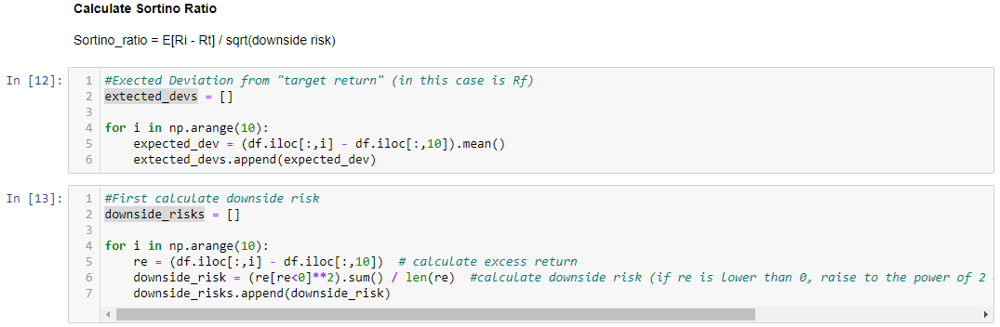 Calculate Sortino Ratio
Sortino_ratio = E[Ri - Rt] / sqrt(downside risk)
In [12]:
1 #Exected Deviation from "target return" (in this case is Rf)
2 extected_devs = []
3
4 for i in np.arange(10):
5     expected_dev = (df.iloc[:,i] - df.iloc[:,10]).mean()
6     extected_devs.append(expected_dev)
In [13]:
1 #First calculate downside risk
2 downside_risks = []
3
4 for i in np.arange(10):
5     re = (df.iloc[:,i] - df.iloc[:,10])  # calculate excess return
6     downside_risk = (re[re<0]**2).sum() / len(re)  #calculate downside risk (if re is lower than 0, raise to the power of 2
7     downside_risks.append(downside_risk)